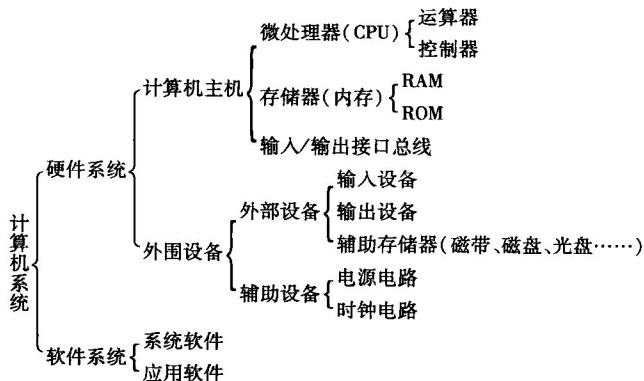 计算机系统
硬件系统
计算机主机
微处理器(CPU)
运算器
控制器
存储器(内存)
RAM
ROM
输入/输出接口总线
外围设备
外部设备
输入设备
输出设备
辅助存储器(磁带、磁盘、光盘……)
辅助设备
电源电路
时钟电路
软件系统
系统软件
应用软件